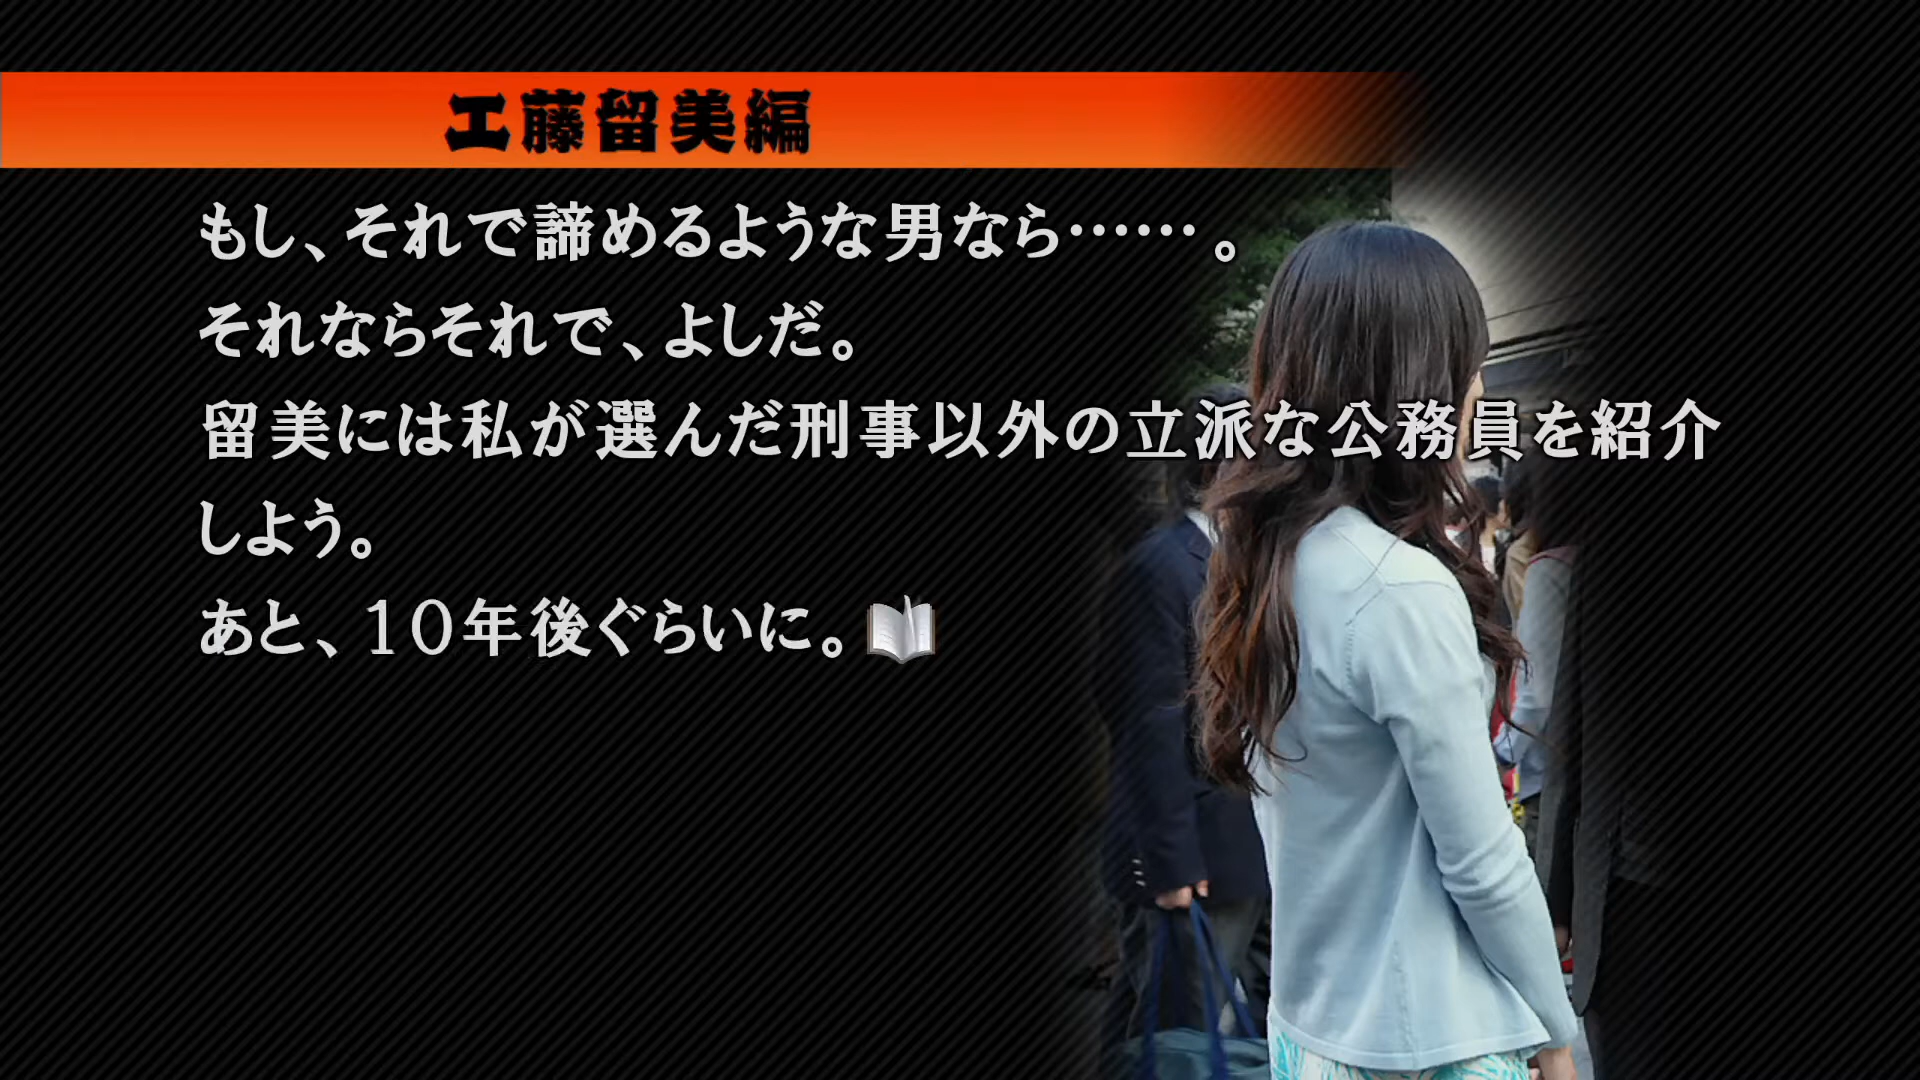 工藤留美編
もし、それで諦めるような男なら……。
それならそれで、よしだ。
留美には私が選んだ刑事以外の立派な公務員を紹介
しよう。
あと、１０年後ぐらいに。